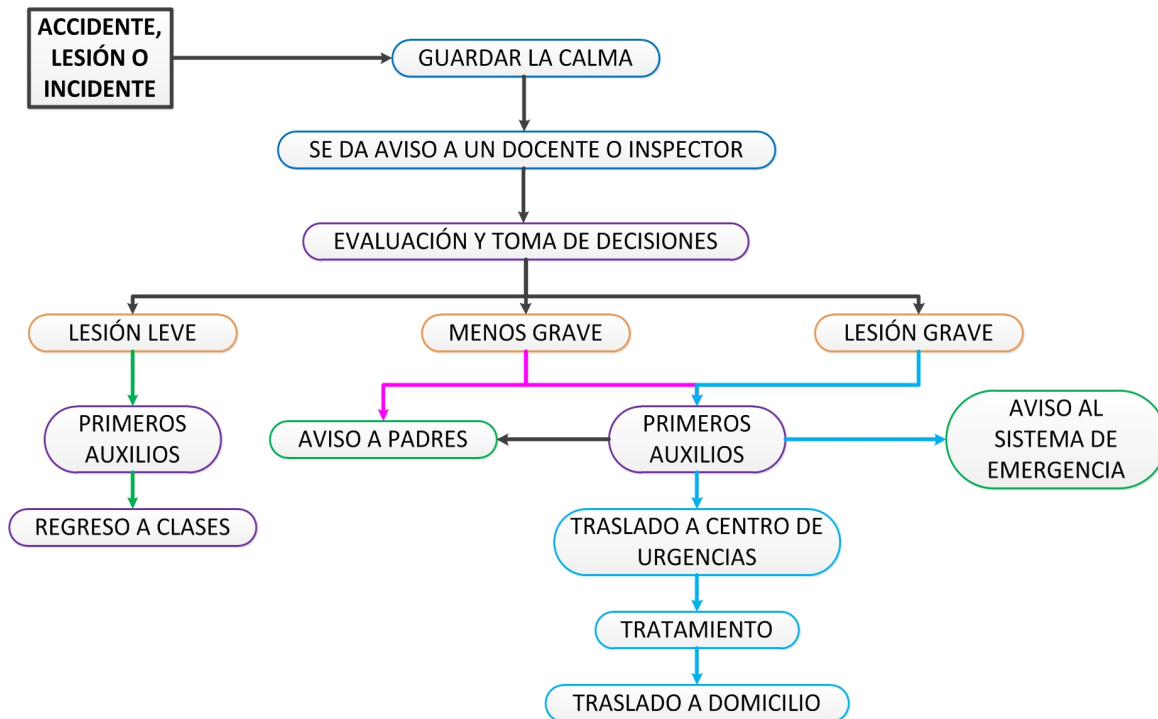 ACCIDENTE,
LESIÓN O
INCIDENTE
GUARDAR LA CALMA
SE DA AVISO A UN DOCENTE O INSPECTOR
EVALUACIÓN Y TOMA DE DECISIONES
LESIÓN LEVE
MENOS GRAVE
LESIÓN GRAVE
PRIMEROS
AUXILIOS
AVISO A PADRES
PRIMEROS
AUXILIOS
AVISO AL
SISTEMA DE
EMERGENCIA
REGRESO A CLASES
TRASLADO A CENTRO DE
URGENCIAS
TRATAMIENTO
TRASLADO A DOMICILIO